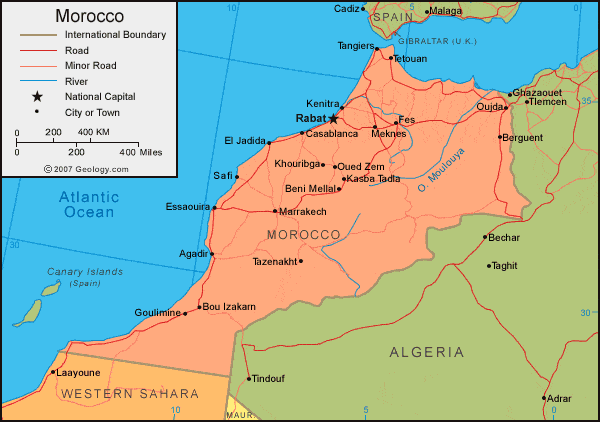 Morocco
International Boundary
Road
Minor Road
River
National Capital
City or Town
0 200 400 KM
0 200 400 Miles
© 2007 Geology.com
Cadiz
SPAIN
Malaga
GIBRALTAR (U.K.)
Tangiers
Tetouan
Ghazaouet
Tlemcen
35
Kenitra
Oujda
Rabat
Fes
Casablanca
Meknes
Berguent
El Jadida
Khouribga
Oued Zem
Kasba Tadla
O. Moulouya
Safi
Beni Mellal
Atlantic
Ocean
Essaouira
Marrakech
MOROCCO
Bechar
30
Agadir
Tazenakht
Taghit
Canary Islands
(Spain)
Goulimine
Bou Izakarn
30
ALGERIA
Laayoune
Tindouf
WESTERN SAHARA
Adrar
MAUR.
10
5
0